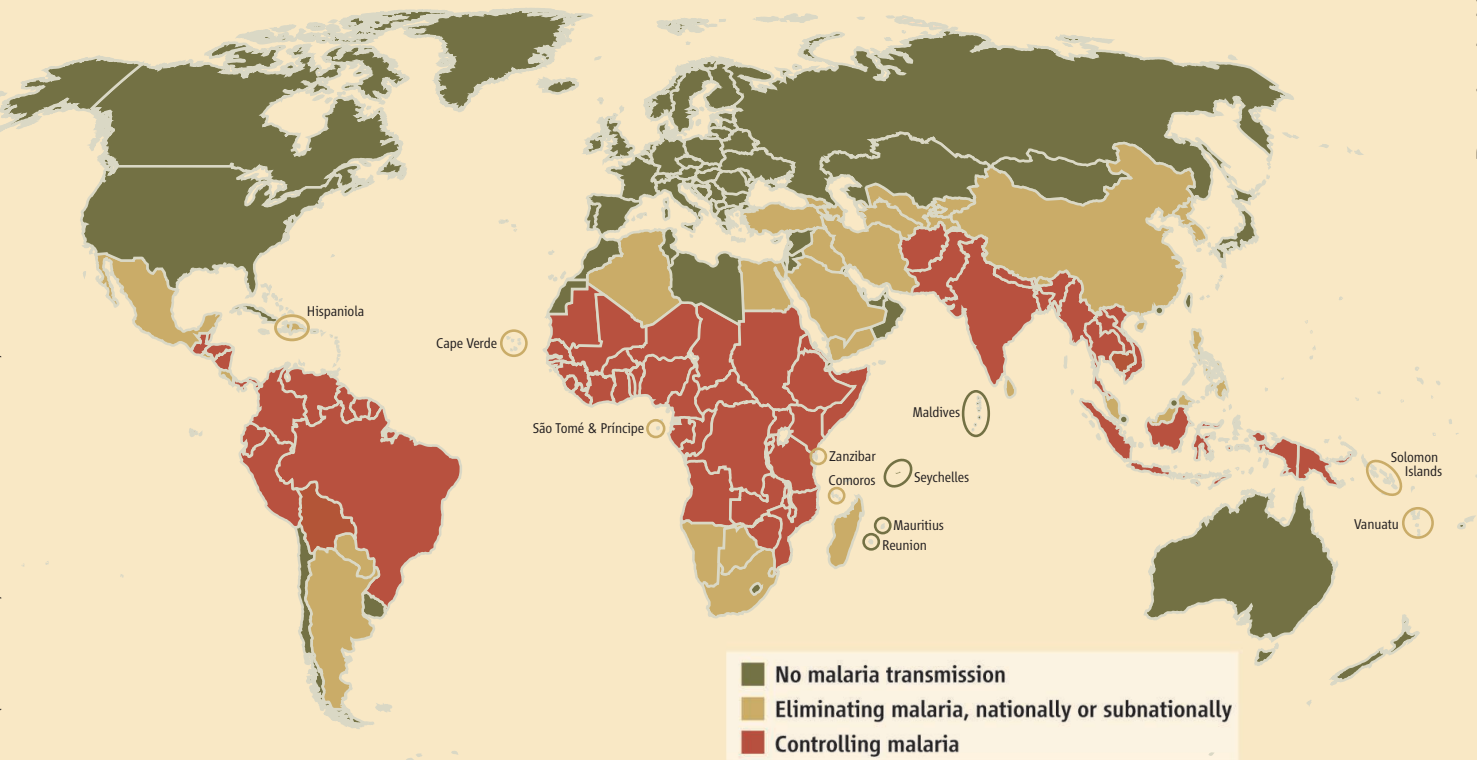 Hispaniola
Cape Verde
São Tomé & Príncipe
Maldives
Zanzibar
Comoros
Seychelles
Mauritius
Reunion
Solomon
Islands
Vanuatu
No malaria transmission
Eliminating malaria, nationally or subnationally
Controlling malaria